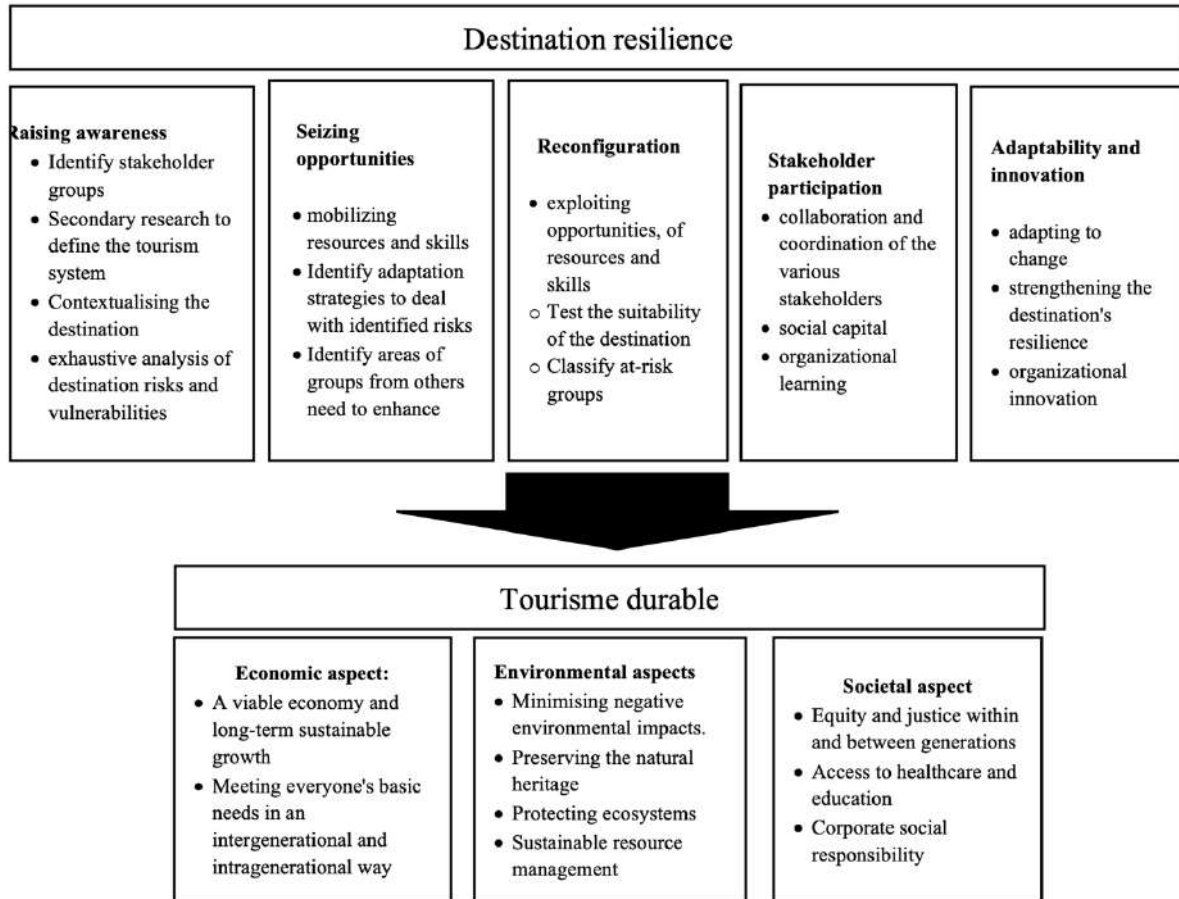 Destination resilience
Raising awareness
• Identify stakeholder
groups
• Secondary research to
define the tourism
system
• Contextualising the
destination
• exhaustive analysis of
destination risks and
vulnerabilities
Seizing
opportunities
• mobilizing
resources and skills
• Identify adaptation
strategies to deal
with identified risks
• Identify areas of
groups from others
need to enhance
Reconfiguration
• exploiting
opportunities, of
resources and
skills
○ Test the suitability
of the destination
○ Classify at-risk
groups
Stakeholder
participation
• collaboration and
coordination of the
various
stakeholders
• social capital
• organizational
learning
Adaptability and
innovation
• adapting to
change
• strengthening the
destination's
resilience
• organizational
innovation
Tourisme durable
Economic aspect:
• A viable economy and
long-term sustainable
growth
• Meeting everyone's basic
needs in an
intergenerational and
intragenerational way
Environmental aspects
• Minimising negative
environmental impacts.
• Preserving the natural
heritage
• Protecting ecosystems
• Sustainable resource
management
Societal aspect
• Equity and justice within
and between generations
• Access to healthcare and
education
• Corporate social
responsibility